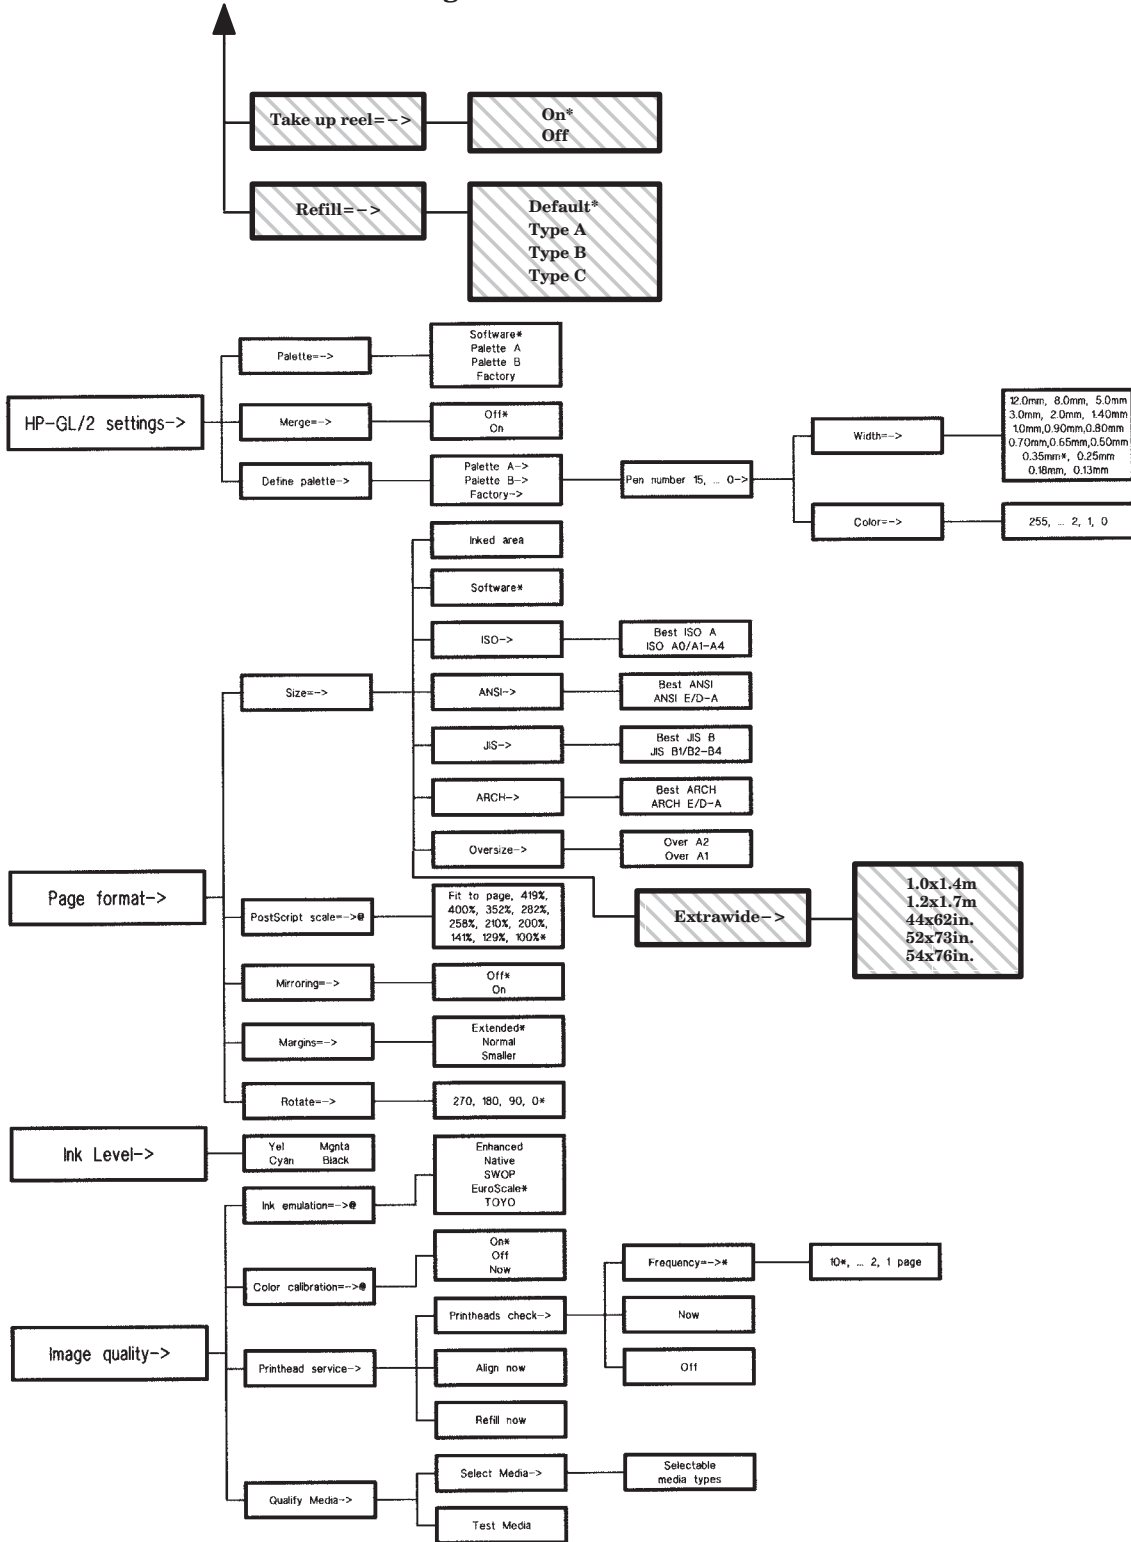 Take up reel=->
On*
Off
Refill=->
Default*
Type A
Type B
Type C
HP-GL/2 settings->
Palette=->
Software*
Palette A
Palette B
Factory
Merge=->
Off*
On
Define palette->
Palette A->
Palette B->
Factory->
Pen number 15, ... 0->
Width=->
12.0mm, 8.0mm, 5.0mm
3.0mm, 2.0mm, 1.40mm
1.0mm,0.90mm,0.80mm
0.70mm,0.65mm,0.50mm
0.35mm*, 0.25mm
0.18mm, 0.13mm
Color=->
255, ... 2, 1, 0
Page format->
Size=->
Inked area
Software*
ISO->
Best ISO A
ISO A0/A1-A4
ANSI->
Best ANSI
ANSI E/D-A
JIS->
Best JIS B
JIS B1/B2-B4
ARCH->
Best ARCH
ARCH E/D-A
Oversize->
Over A2
Over A1
Extrawide->
1.0x1.4m
1.2x1.7m
44x62in.
52x73in.
54x76in.
PostScript scale=->@
Fit to page, 419%,
400%, 352%, 282%,
258%, 210%, 200%,
141%, 129%, 100%*
Mirroring=->
Off*
On
Margins=->
Extended*
Normal
Smaller
Rotate=->
270, 180, 90, 0*
Ink Level->
Yel Mgnta
Cyan Black
Image quality->
Ink emulation=->@
Enhanced
Native
SWOP
EuroScale*
TOYO
Color calibration=->@
On*
Off
Now
Printhead service->
Printheads check->
Frequency=->*
10*, ... 2, 1 page
Now
Off
Align now
Refill now
Qualify Media->
Select Media->
Selectable
media types
Test Media